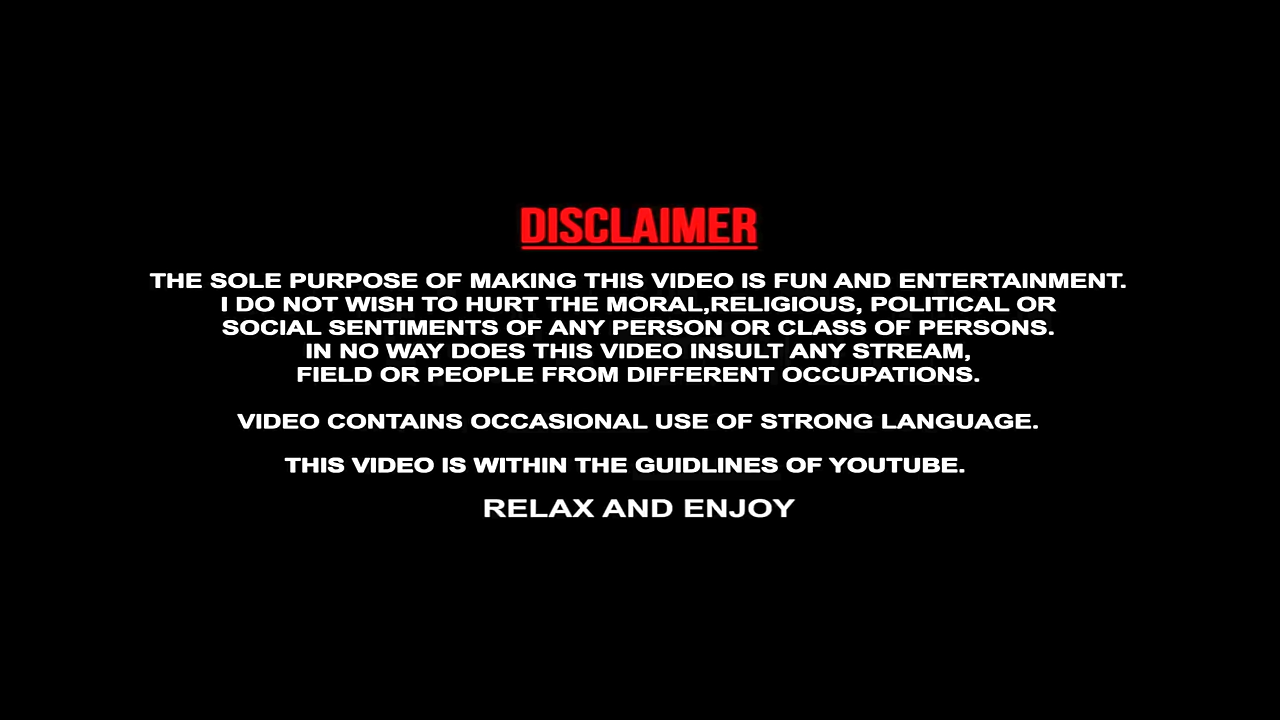 DISCLAIMER
THE SOLE PURPOSE OF MAKING THIS VIDEO IS FUN AND ENTERTAINMENT.
I DO NOT WISH TO HURT THE MORAL,RELIGIOUS, POLITICAL OR
SOCIAL SENTIMENTS OF ANY PERSON OR CLASS OF PERSONS.
IN NO WAY DOES THIS VIDEO INSULT ANY STREAM,
FIELD OR PEOPLE FROM DIFFERENT OCCUPATIONS.
VIDEO CONTAINS OCCASIONAL USE OF STRONG LANGUAGE.
THIS VIDEO IS WITHIN THE GUIDLINES OF YOUTUBE.
RELAX AND ENJOY